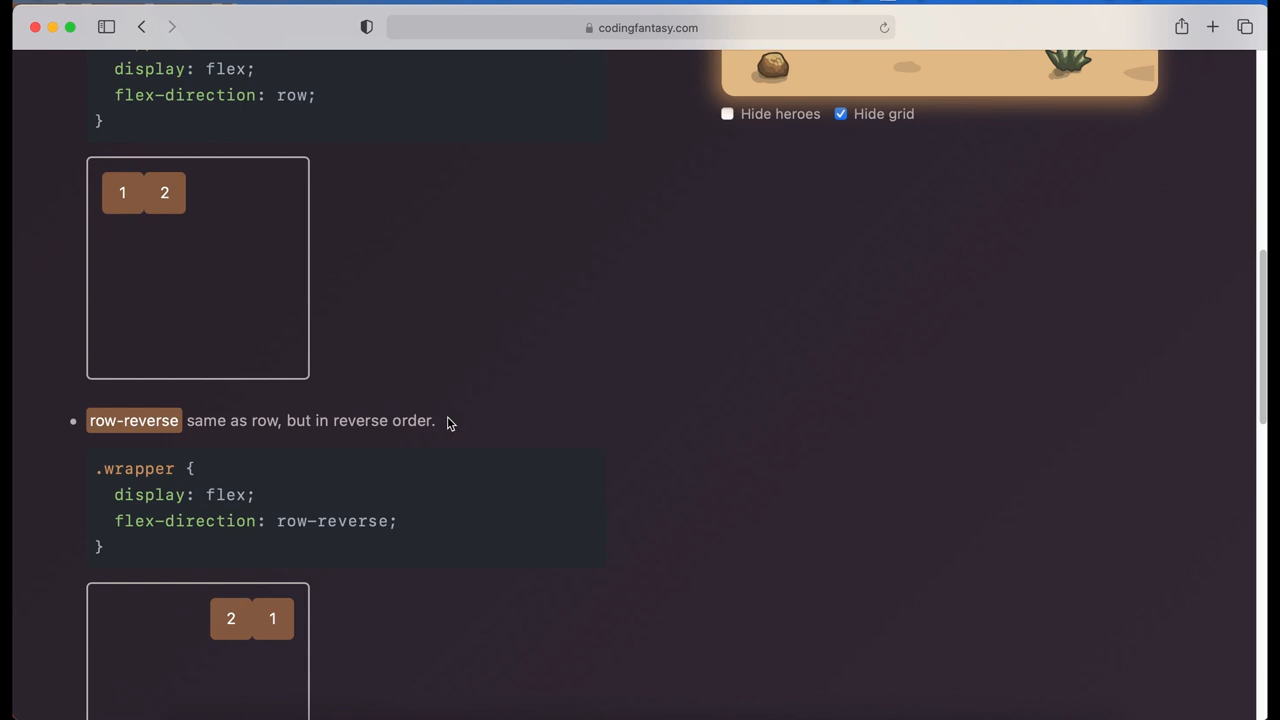 codingfantasy.com
display: flex;
flex-direction: row;
}
Hide heroes Hide grid
1 2
row-reverse same as row, but in reverse order.
.wrapper {
display: flex;
flex-direction: row-reverse;
}
2 1